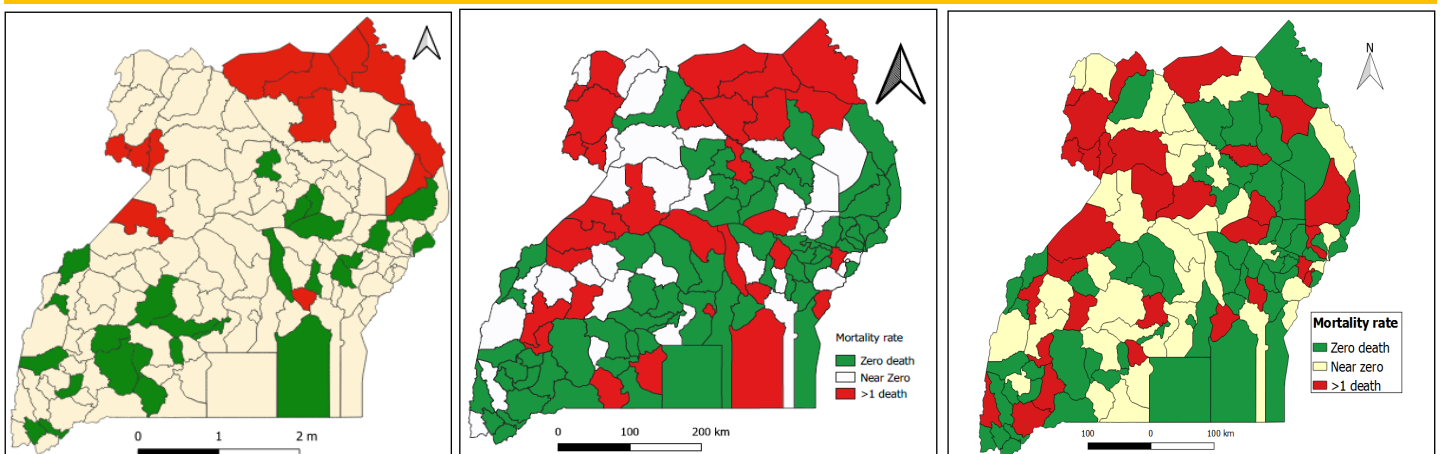 0 1 2 m
Mortality rate
Zero death
Near Zero
>1 death
0 100 200 km
N
Mortality rate
Zero death
Near zero
>1 death
100 0 100 km